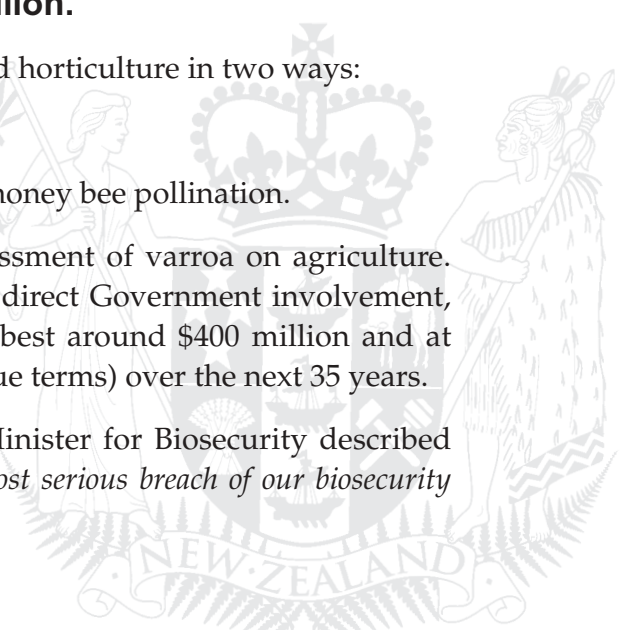 llion.
d horticulture in two ways:
honey bee pollination.
ssment of varroa on agriculture.
direct Government involvement,
best around $400 million and at
ue terms) over the next 35 years.
Minister for Biosecurity described
ost serious breach of our biosecurity
NEW·ZEALAND